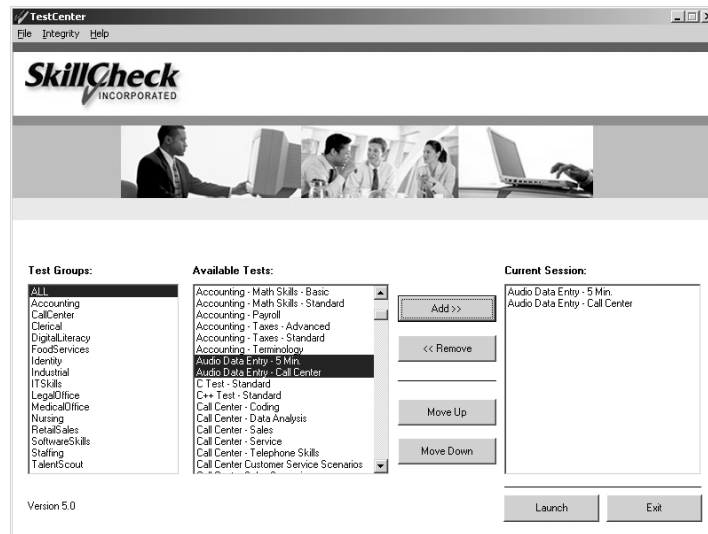 TestCenter
File Integrity Help
SkillCheck
INCORPORATED
Test Groups:
ALL
Accounting
CallCenter
Clerical
DigitalLiteracy
FoodServices
Identity
Industrial
ITSkills
LegalOffice
MedicalOffice
Nursing
RetailSales
SoftwareSkills
Staffing
TalentScout
Available Tests:
Accounting - Math Skills - Basic
Accounting - Math Skills - Standard
Accounting - Payroll
Accounting - Taxes - Advanced
Accounting - Taxes - Standard
Accounting - Terminology
Audio Data Entry - 5 Min.
Audio Data Entry - Call Center
C Test - Standard
C++ Test - Standard
Call Center - Coding
Call Center - Data Analysis
Call Center - Sales
Call Center - Service
Call Center - Telephone Skills
Call Center Customer Service Scenarios
Add >>
<< Remove
Move Up
Move Down
Current Session:
Audio Data Entry - 5 Min.
Audio Data Entry - Call Center
Version 5.0
Launch
Exit